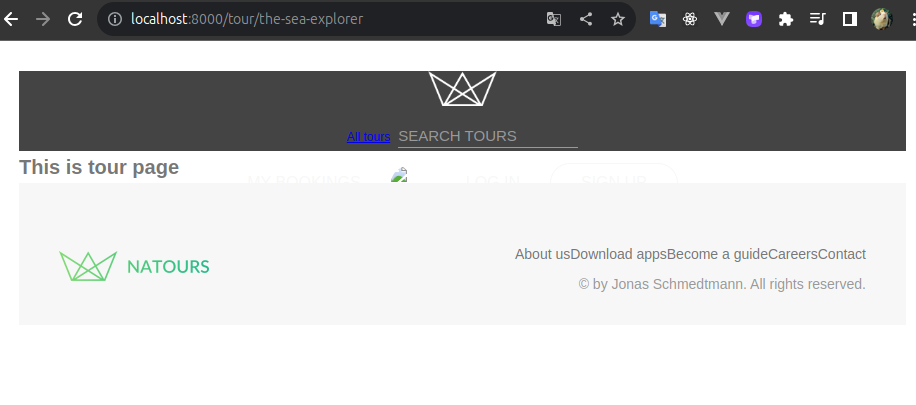 localhost:8000/tour/the-sea-explorer
All tours SEARCH TOURS
This is tour page
MY BOOKINGS LOG IN SIGN UP
NATOURS
About usDownload appsBecome a guideCareersContact
© by Jonas Schmedtmann. All rights reserved.